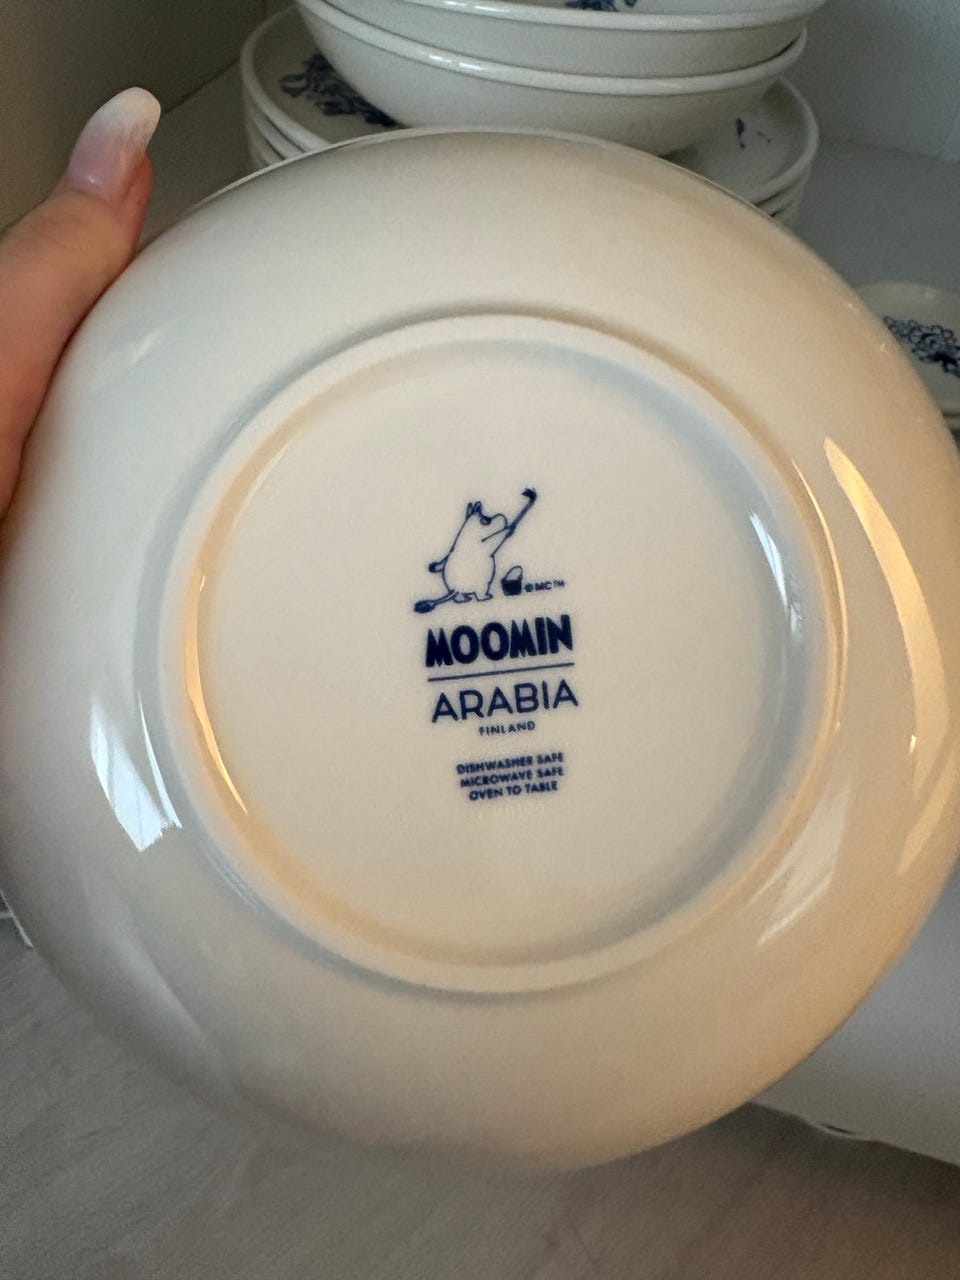 ©MC™
MOOMIN
ARABIA
FINLAND
DISHWASHER SAFE
MICROWAVE SAFE
OVEN TO TABLE